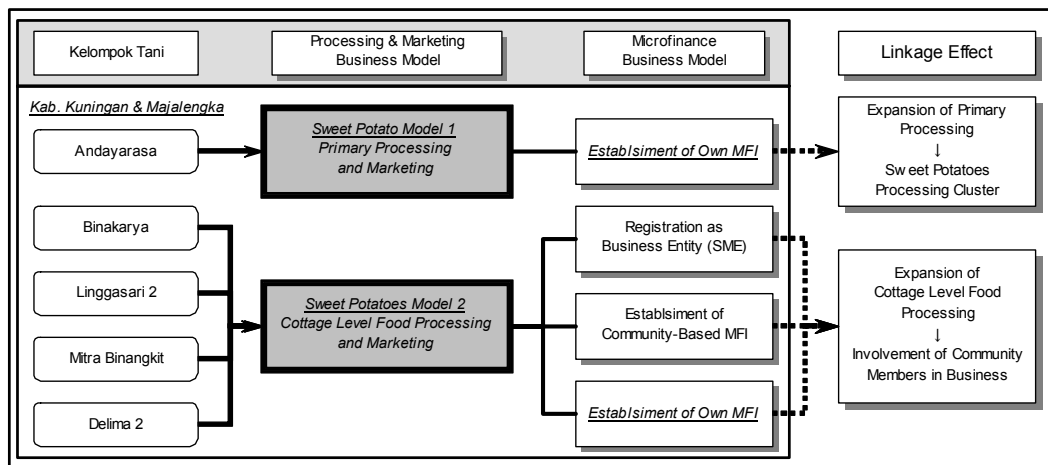 Kelompok Tani
Processing & Marketing
Business Model
Microfinance
Business Model
Linkage Effect
Kab. Kuningan & Majalengka
Andayarasa
Sweet Potato Model 1
Primary Processing
and Marketing
Establsiment of Own MFI
Expansion of Primary
Processing
↓
Sweet Potatoes
Processing Cluster
Binakarya
Linggasari 2
Mitra Binangkit
Delima 2
Sweet Potatoes Model 2
Cottage Level Food Processing
and Marketing
Registration as
Business Entity (SME)
Establsiment of
Community-Based MFI
Establsiment of Own MFI
Expansion of
Cottage Level Food
Processing
↓
Involvement of Community
Members in Business